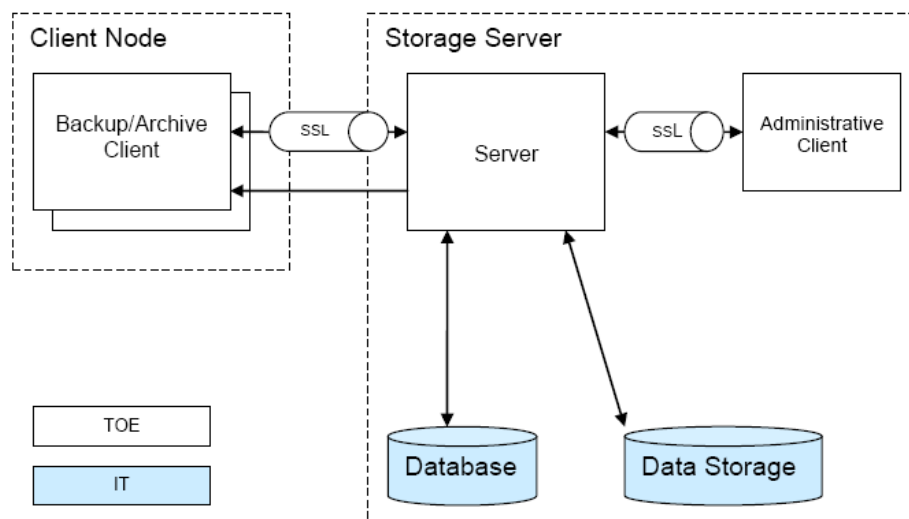 Client Node
Storage Server
Backup/Archive
Client
SSL
Server
SSL
Administrative
Client
Database
Data Storage
TOE
IT